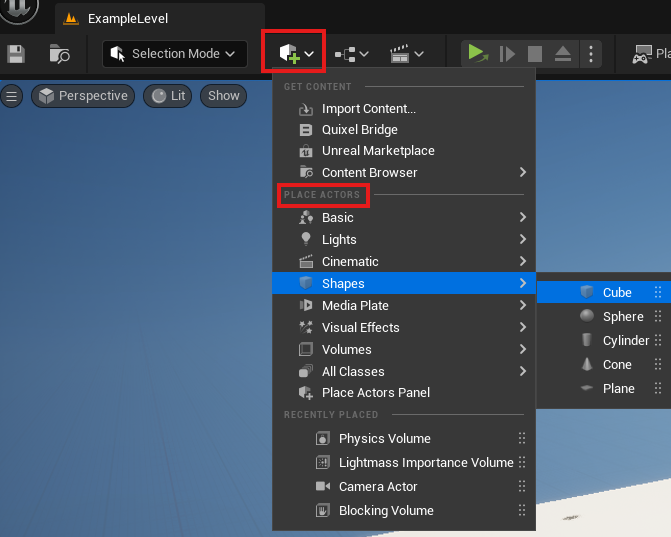 ExampleLevel
Selection Mode
Perspective
Lit
Show
GET CONTENT
Import Content...
Quixel Bridge
Unreal Marketplace
Content Browser
PLACE ACTORS
Basic
Lights
Cinematic
Shapes
Media Plate
Visual Effects
Volumes
All Classes
Place Actors Panel
Cube
Sphere
Cylinder
Cone
Plane
RECENTLY PLACED
Physics Volume
Lightmass Importance Volume
Camera Actor
Blocking Volume